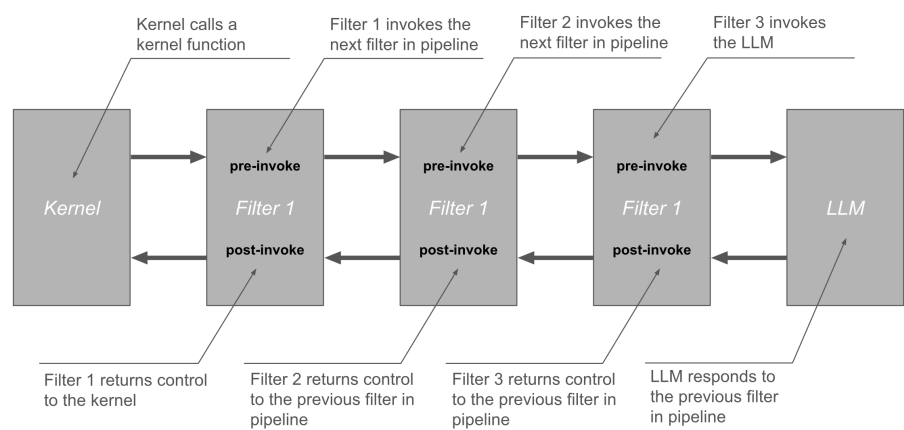 Kernel calls a
kernel function
Filter 1 invokes the
next filter in pipeline
Filter 2 invokes the
next filter in pipeline
Filter 3 invokes
the LLM
pre-invoke
pre-invoke
pre-invoke
Kernel
Filter 1
Filter 1
Filter 1
LLM
post-invoke
post-invoke
post-invoke
Filter 1 returns control
to the kernel
Filter 2 returns control
to the previous filter in
pipeline
Filter 3 returns control
to the previous filter in
pipeline
LLM responds to
the previous filter
in pipeline